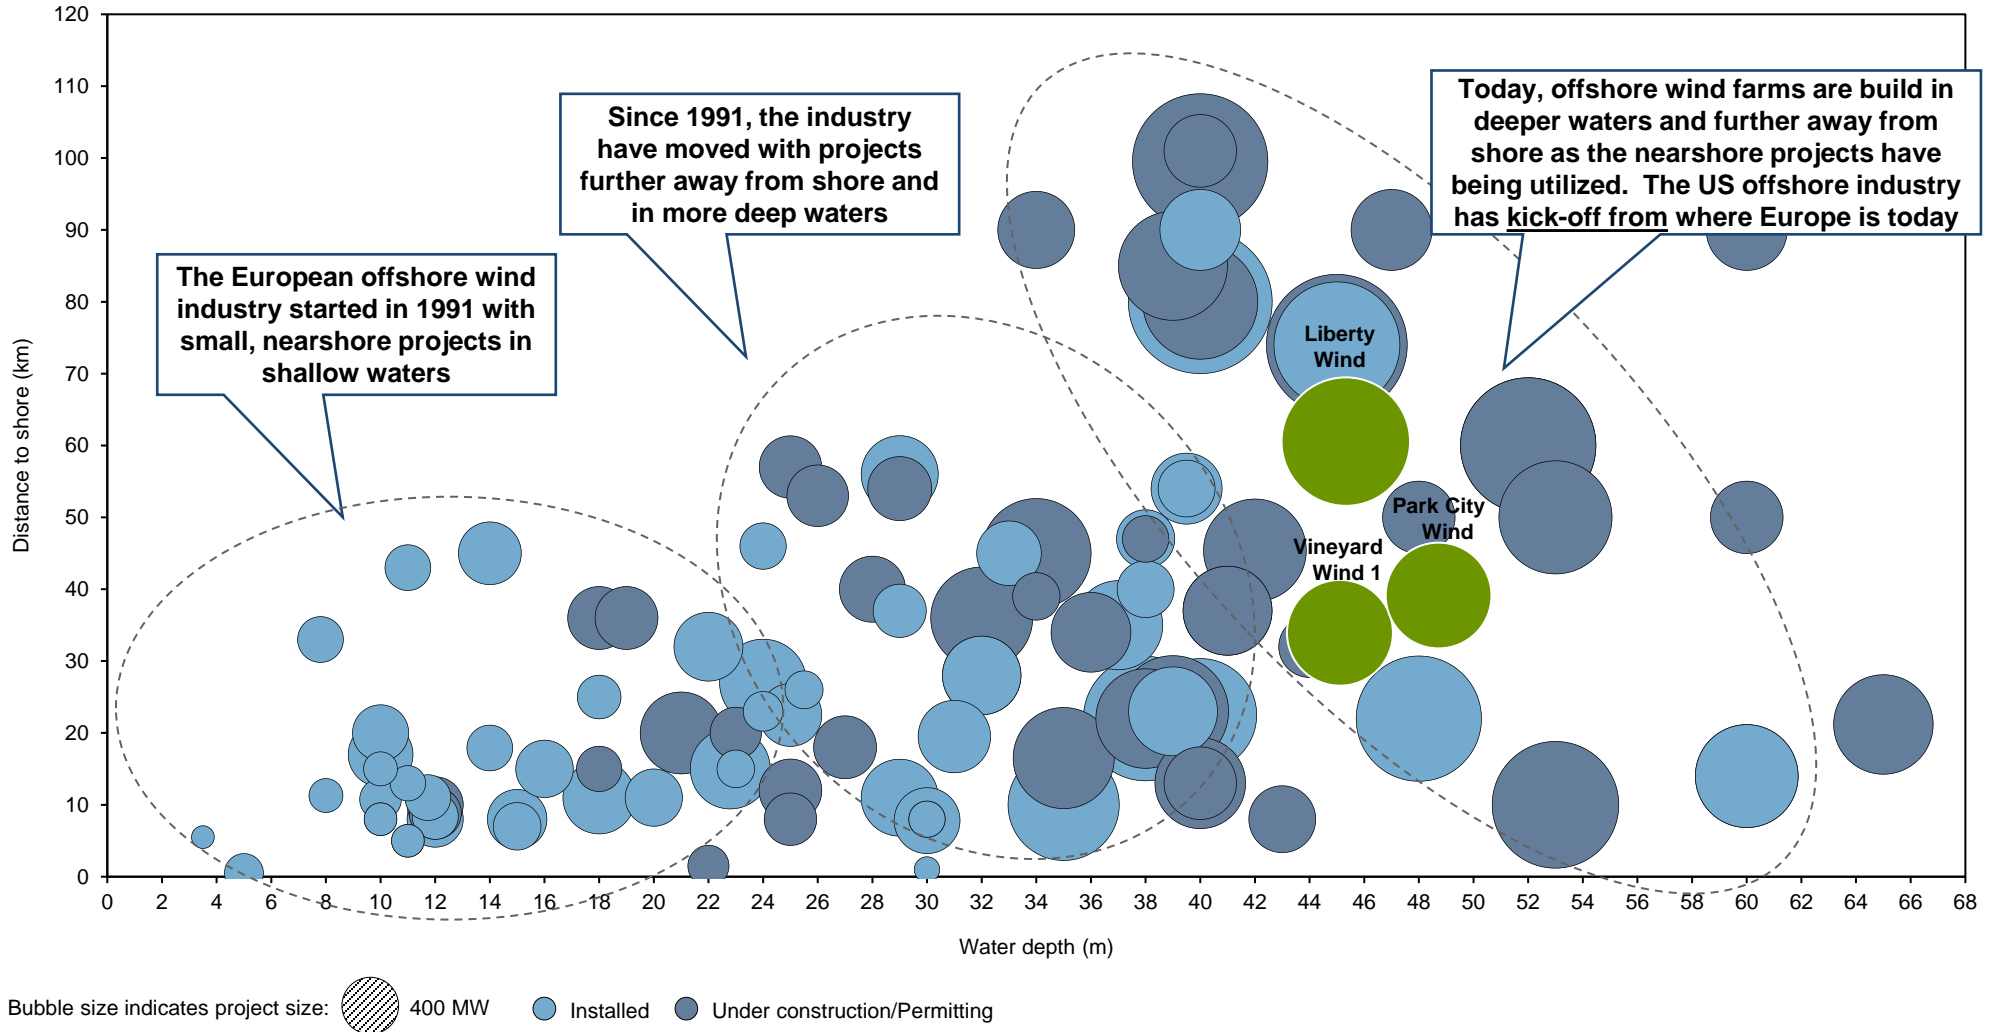 120
110
100
90
80
70
60
50
40
30
20
10
0
Distance to shore (km)
The European offshore wind
industry started in 1991 with
small, nearshore projects in
shallow waters
Since 1991, the industry
have moved with projects
further away from shore and
in more deep waters
Today, offshore wind farms are build in
deeper waters and further away from
shore as the nearshore projects have
being utilized. The US offshore industry
has kick-off from where Europe is today
Liberty
Wind
Park City
Wind
Vineyard
Wind 1
0 2 4 6 8 10 12 14 16 18 20 22 24 26 28 30 32 34 36 38 40 42 44 46 48 50 52 54 56 58 60 62 64 66 68
Water depth (m)
Bubble size indicates project size: 400 MW Installed Under construction/Permitting